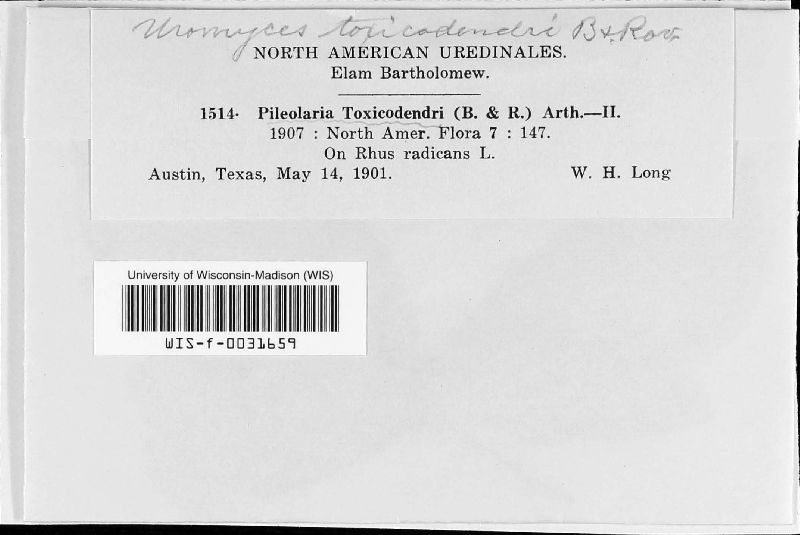 Uromyces toxicodendri B & Rav.
NORTH AMERICAN UREDINALES.
Elam Bartholomew.
1514. Pileolaria Toxicodendri (B. & R.) Arth.—II.
1907 : North Amer. Flora 7 : 147.
On Rhus radicans L.
Austin, Texas, May 14, 1901. W. H. Long
University of Wisconsin-Madison (WIS)
WIS-f-0031659